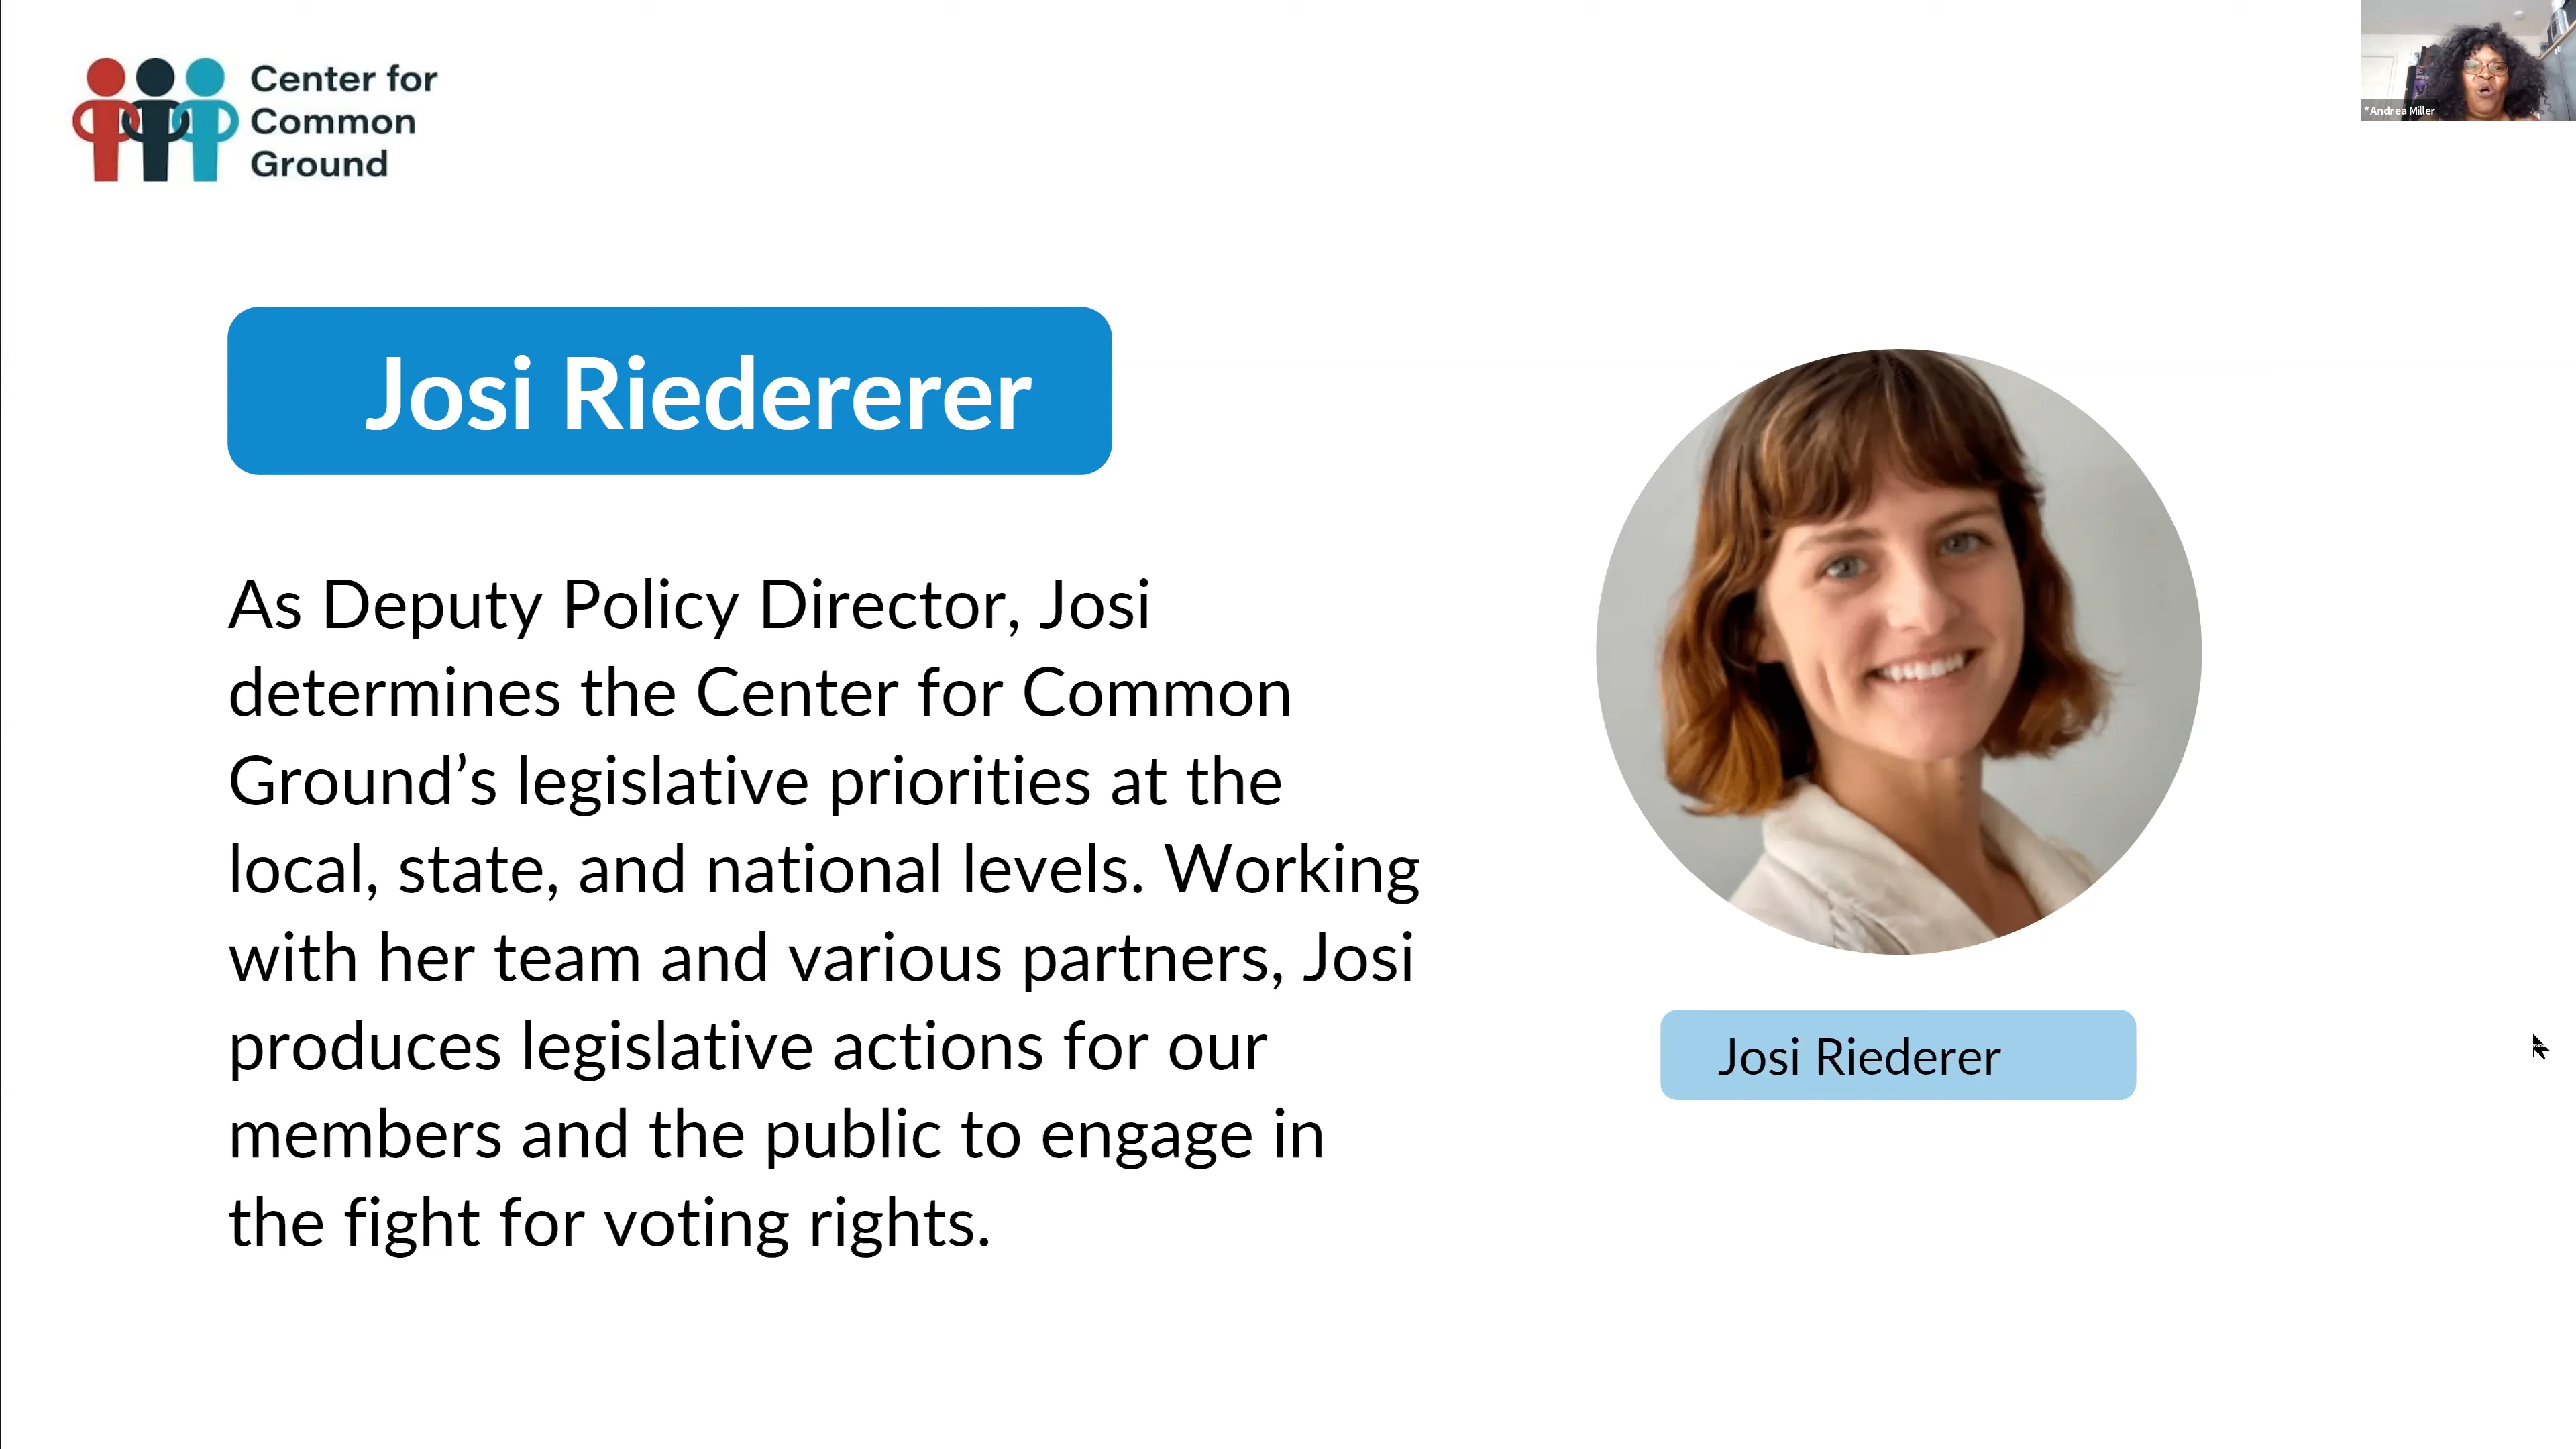 Center for
Common
Ground
*Andrea Miller
Josi Riedererer
As Deputy Policy Director, Josi
determines the Center for Common
Ground’s legislative priorities at the
local, state, and national levels. Working
with her team and various partners, Josi
produces legislative actions for our
members and the public to engage in
the fight for voting rights.
Josi Riederer